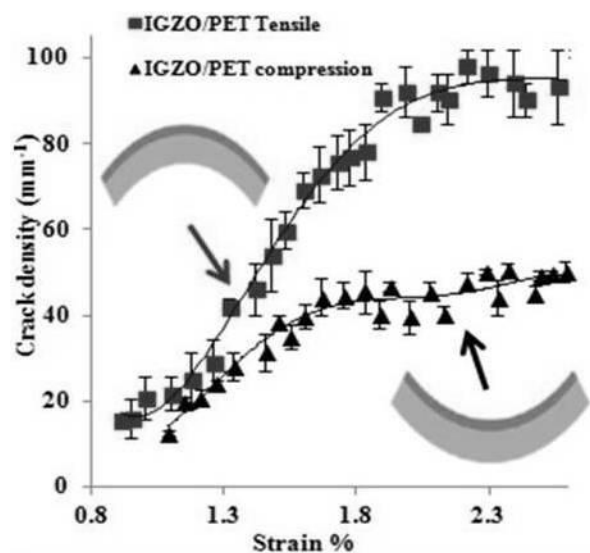 IGZO/PET Tensile
IGZO/PET compression
Crack density (mm⁻¹)
100
80
60
40
20
0
0.8 1.3 1.8 2.3
Strain %